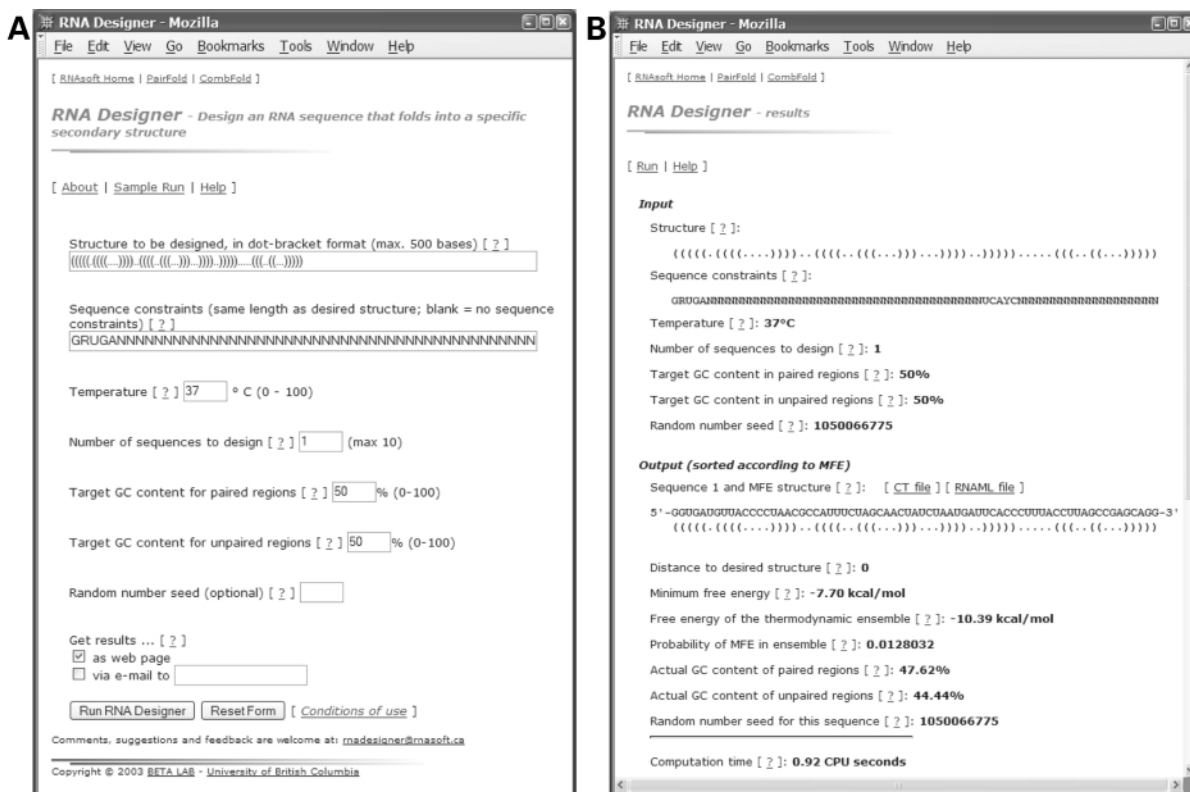 A
RNA Designer - Mozilla
File Edit View Go Bookmarks Tools Window Help
[ RNAsoft Home | PairFold | CombFold ]
RNA Designer - Design an RNA sequence that folds into a specific
secondary structure
[ About | Sample Run | Help ]
Structure to be designed, in dot-bracket format (max. 500 bases) [ ? ]
(((((.((((....))))..((((..(((...)))...))))..))))).....(((..((...)))))
Sequence constraints (same length as desired structure; blank = no sequence
constraints) [ ? ]
GRUGANNNNNNNNNNNNNNNNNNNNNNNNNNNNNNNNNNNNNNNNNNNNN
Temperature [ ? ] 37 º C (0 - 100)
Number of sequences to design [ ? ] 1 (max 10)
Target GC content for paired regions [ ? ] 50 % (0-100)
Target GC content for unpaired regions [ ? ] 50 % (0-100)
Random number seed (optional) [ ? ]
Get results ... [ ? ]
as web page
via e-mail to
Run RNA Designer Reset Form [ Conditions of use ]
Comments, suggestions and feedback are welcome at: rnadesigner@rnasoft.ca
Copyright © 2003 BETA LAB - University of British Columbia
B
RNA Designer - Mozilla
File Edit View Go Bookmarks Tools Window Help
[ RNAsoft Home | PairFold | CombFold ]
RNA Designer - results
[ Run | Help ]
Input
Structure [ ? ]:
(((((.((((....))))..((((..(((...)))...))))..))))).....(((..((...)))))
Sequence constraints [ ? ]:
GRUGANNNNNNNNNNNNNNNNNNNNNNNNNNNNNNNNNNNNNNNUCAYCNNNNNNNNNNNNNNNNNNNN
Temperature [ ? ]: 37°C
Number of sequences to design [ ? ]: 1
Target GC content in paired regions [ ? ]: 50%
Target GC content in unpaired regions [ ? ]: 50%
Random number seed [ ? ]: 1050066775
Output (sorted according to MFE)
Sequence 1 and MFE structure [ ? ]: [ CT file ] [ RNAML file ]
5'-GGUGAUGUUACCCCUAACGCCAUUUCUAGCAACUAUCUAAUGAUUCACCCUUUACCUUAGCCGAGCAGG-3'
(((((.((((....))))..((((..(((...)))...))))..))))).....(((..((...)))))
Distance to desired structure [ ? ]: 0
Minimum free energy [ ? ]: -7.70 kcal/mol
Free energy of the thermodynamic ensemble [ ? ]: -10.39 kcal/mol
Probability of MFE in ensemble [ ? ]: 0.0128032
Actual GC content of paired regions [ ? ]: 47.62%
Actual GC content of unpaired regions [ ? ]: 44.44%
Random number seed for this sequence [ ? ]: 1050066775
Computation time [ ? ]: 0.92 CPU seconds